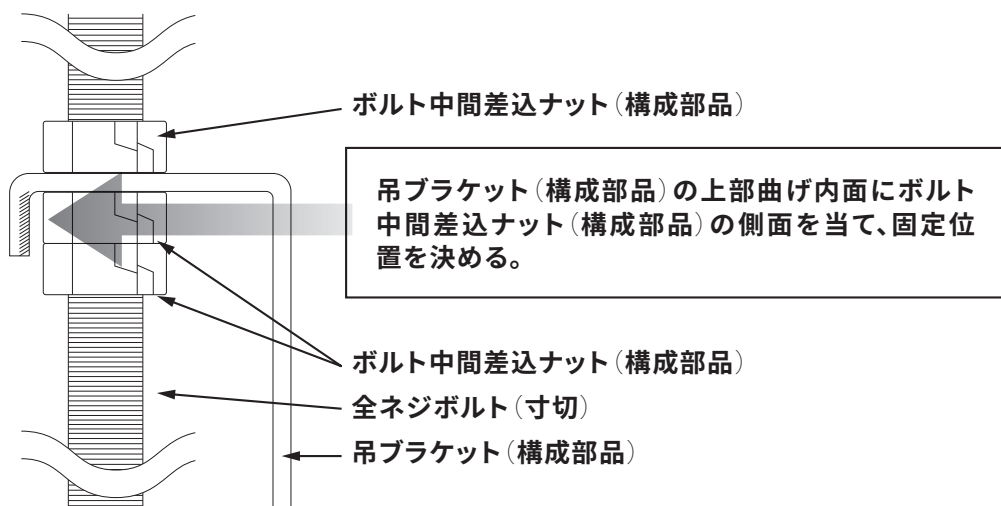 ボルト中間差込ナット（構成部品）
吊ブラケット（構成部品）の上部曲げ内面にボルト
中間差込ナット（構成部品）の側面を当て、固定位
置を決める。
ボルト中間差込ナット（構成部品）
全ネジボルト（寸切）
吊ブラケット（構成部品）